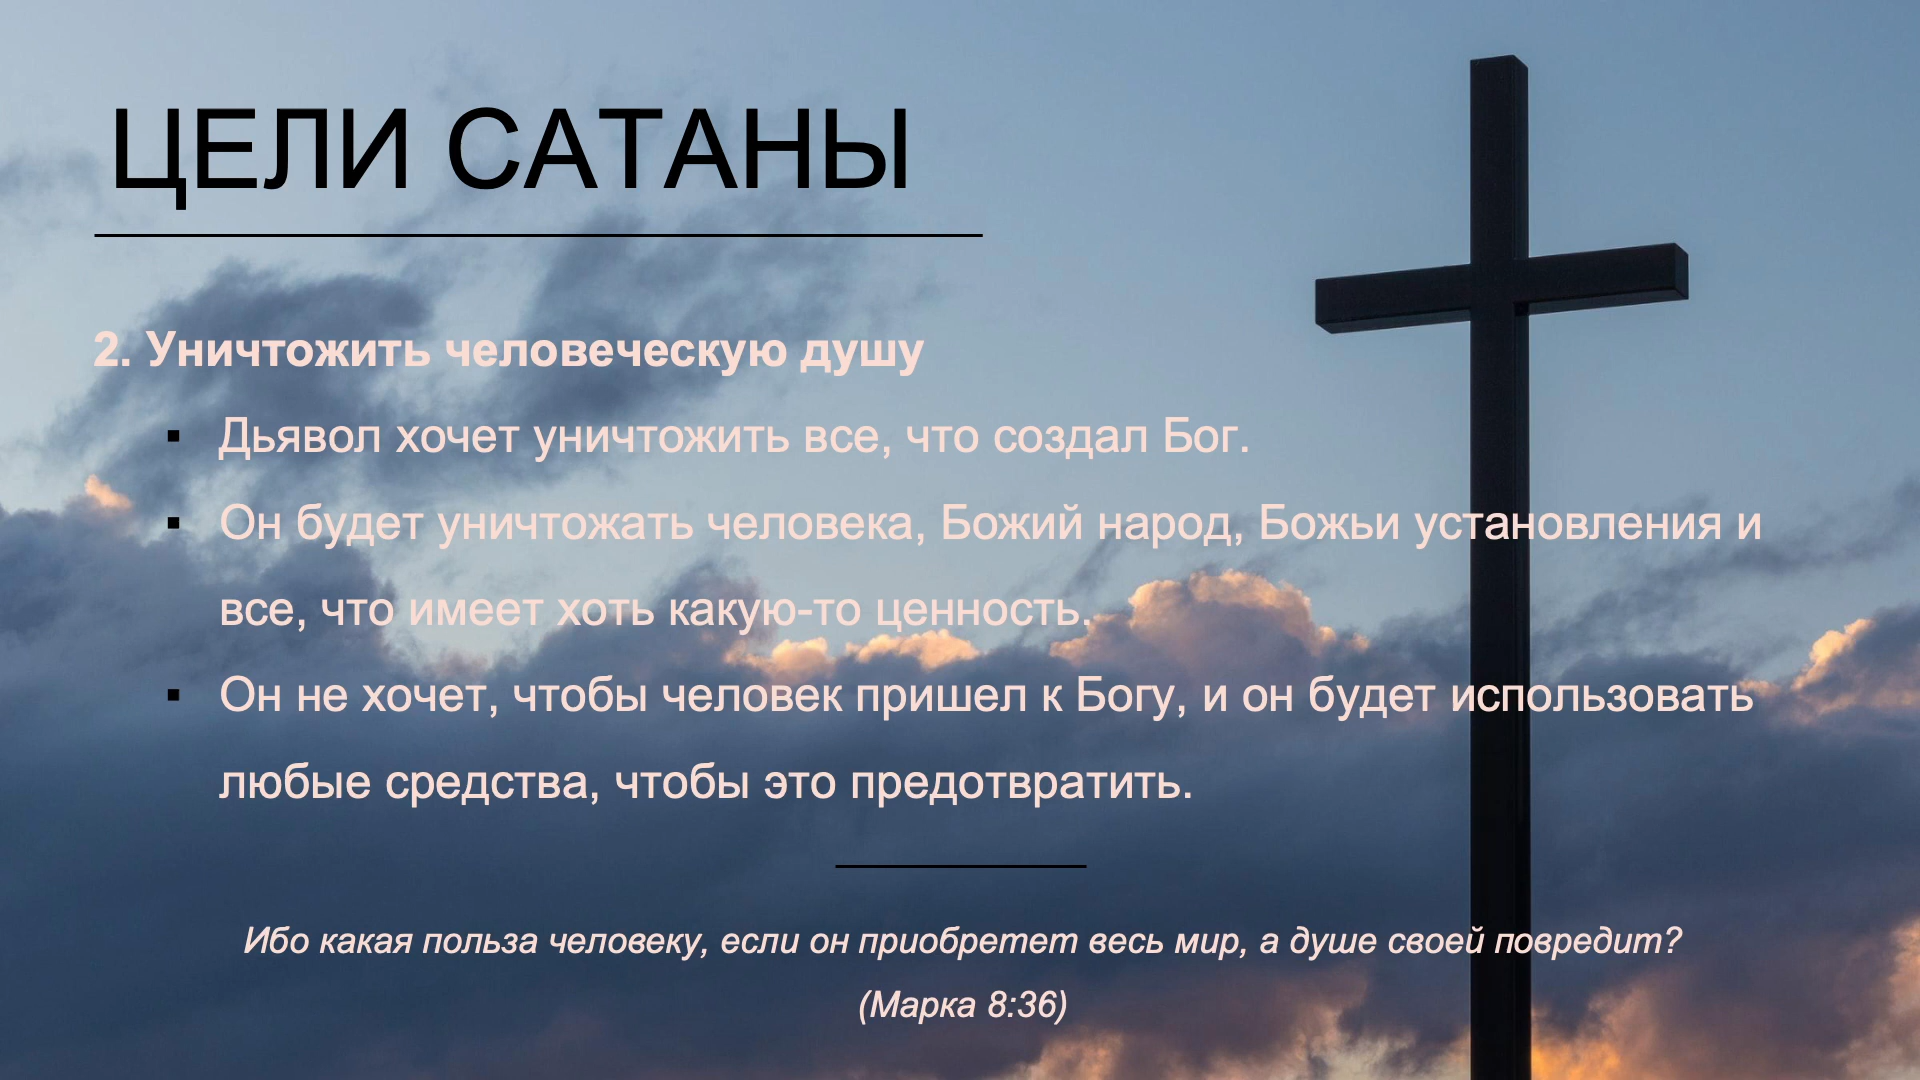 ЦЕЛИ САТАНЫ
2. Уничтожить человеческую душу
▪ Дьявол хочет уничтожить все, что создал Бог.
▪ Он будет уничтожать человека, Божий народ, Божьи установления и
все, что имеет хоть какую-то ценность.
▪ Он не хочет, чтобы человек пришел к Богу, и он будет использовать
любые средства, чтобы это предотвратить.
Ибо какая польза человеку, если он приобретет весь мир, а душе своей повредит?
(Марка 8:36)